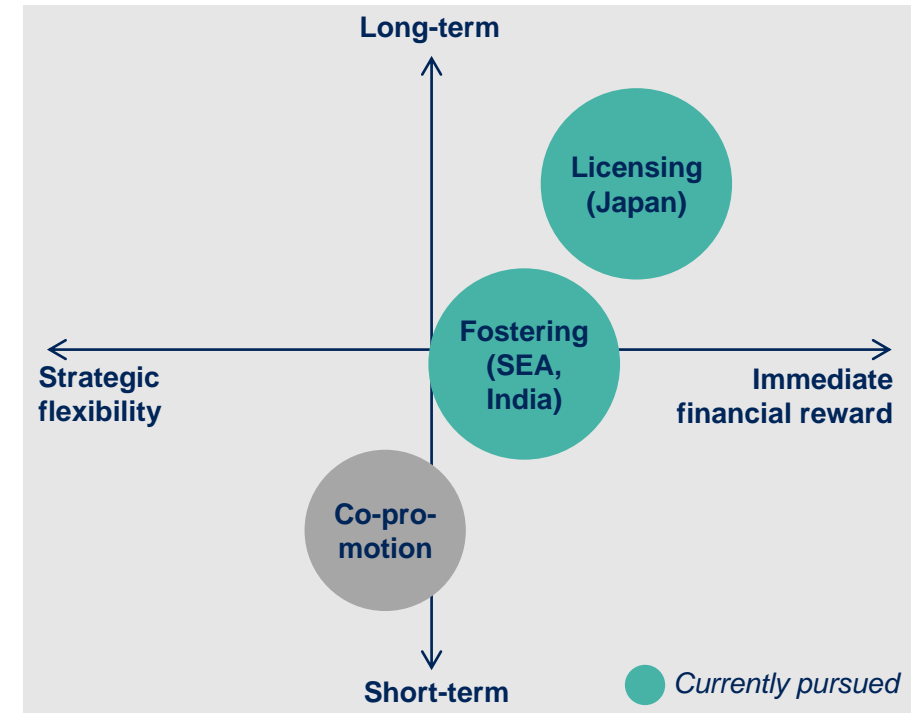 Long-term
Licensing
(Japan)
Fostering
(SEA,
India)
Strategic
flexibility
Immediate
financial reward
Co-pro-
motion
Short-term
Currently pursued